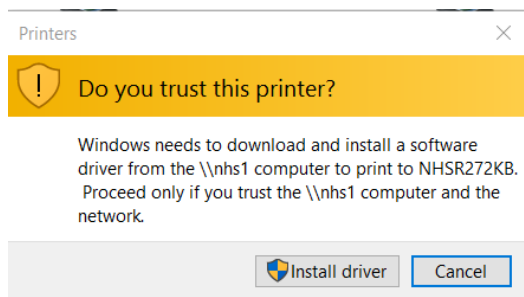 Printers
Do you trust this printer?
Windows needs to download and install a software
driver from the \\nhs1 computer to print to NHSR272KB.
Proceed only if you trust the \\nhs1 computer and the
network.
Install driver Cancel